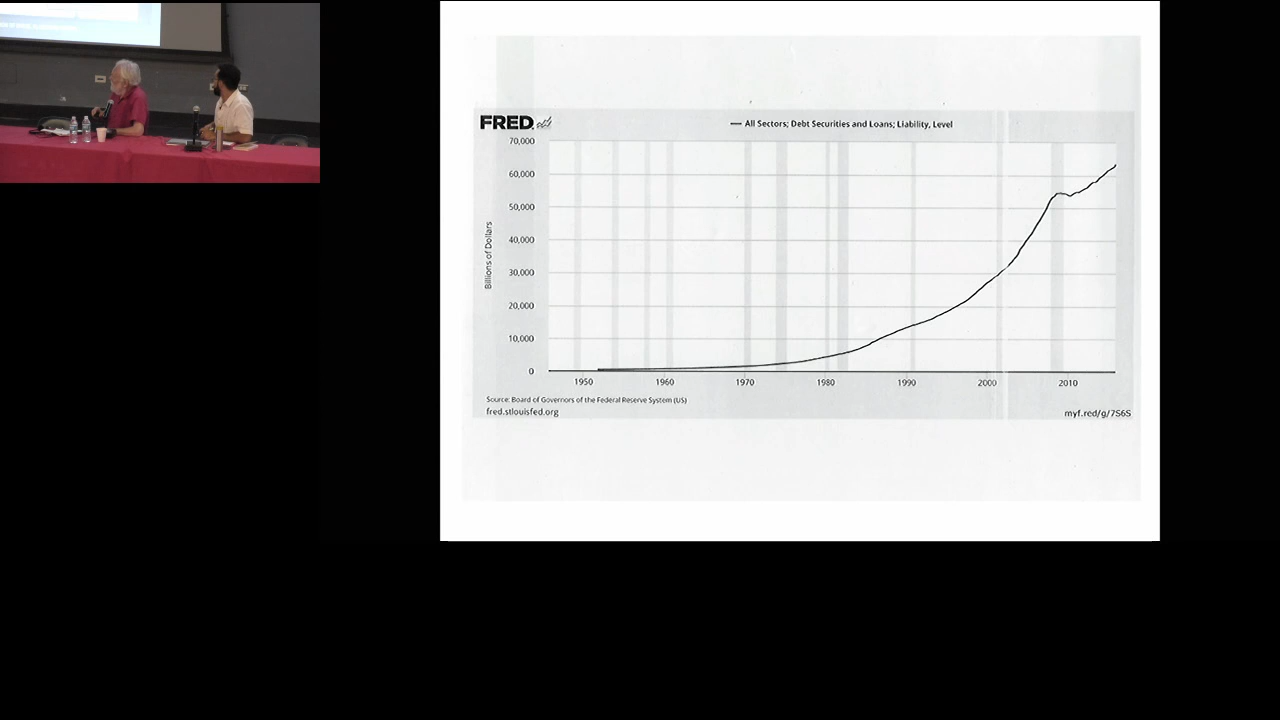 FRED
All Sectors; Debt Securities and Loans; Liability, Level
70,000
60,000
50,000
40,000
30,000
20,000
10,000
0
Billions of Dollars
1950
1960
1970
1980
1990
2000
2010
Source: Board of Governors of the Federal Reserve System (US)
fred.stlouisfed.org
myf.red/g/7S6S